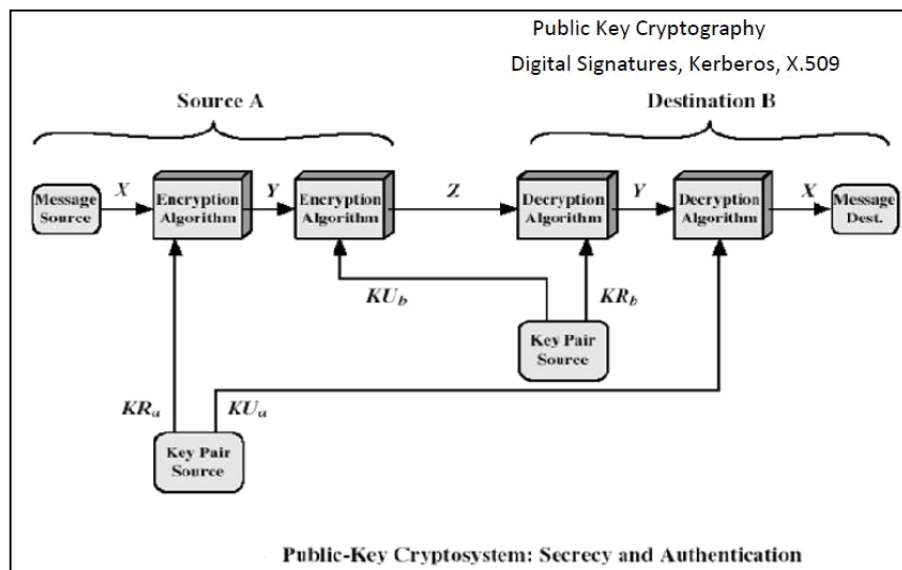 Public Key Cryptography
Digital Signatures, Kerberos, X.509
Source A
Destination B
Message
Source
X
Encryption
Algorithm
Y
Encryption
Algorithm
Z
Decryption
Algorithm
Y
Decryption
Algorithm
X
Message
Dest.
KUb
KRb
Key Pair
Source
KRa
KUa
Key Pair
Source
Public-Key Cryptosystem: Secrecy and Authentication